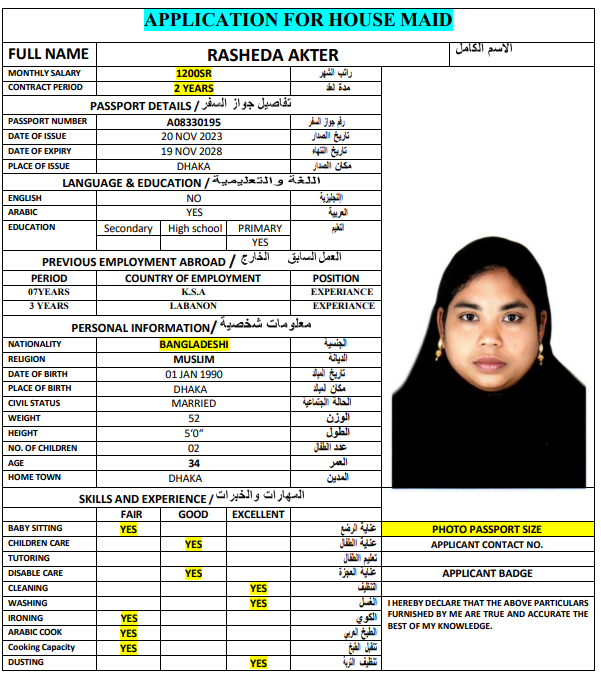 APPLICATION FOR HOUSE MAID
FULL NAME RASHEDA AKTER الاسم الكامل
MONTHLY SALARY 1200SR راتب الشهر
CONTRACT PERIOD 2 YEARS مدة لعقد
PASSPORT DETAILS / تفاصيل جواز السفر
PASSPORT NUMBER A08330195 رقم جواز السفر
DATE OF ISSUE 20 NOV 2023 تاريخ الصدار
DATE OF EXPIRY 19 NOV 2028 تاريخ النتهاء
PLACE OF ISSUE DHAKA مكان الصدار
LANGUAGE & EDUCATION / اللغة والتعليمية
ENGLISH NO الإنجليزية
ARABIC YES العربية
EDUCATION Secondary High school PRIMARY التعليم
YES
PREVIOUS EMPLOYMENT ABROAD / العمل السابق الخارج
PERIOD COUNTRY OF EMPLOYMENT POSITION
07YEARS K.S.A EXPERIANCE
3 YEARS LABANON EXPERIANCE
PERSONAL INFORMATION/ معلومات شخصية
NATIONALITY BANGLADESHI الجنسية
RELIGION MUSLIM الديانة
DATE OF BIRTH 01 JAN 1990 تاريخ لميلاد
PLACE OF BIRTH DHAKA مكان لميلاد
CIVIL STATUS MARRIED الحالة الجتماعية
WEIGHT 52 الوزن
HEIGHT 5’0” الطول
NO. OF CHILDREN 02 عدد الطفال
AGE 34 العمر
HOME TOWN DHAKA المدين
SKILLS AND EXPERIENCE / المهارات والخبرات
FAIR GOOD EXCELLENT
BABY SITTING YES عناية الرضع
CHILDREN CARE YES عناية الطفال
TUTORING تعليم الطفال
DISABLE CARE YES عناية العجزة
CLEANING YES التنظيف
WASHING YES الغسل
IRONING YES الكوي
ARABIC COOK YES الطبخ العربي
Cooking Capacity YES تتقبل الطبخ
DUSTING YES تنظيف التربة
PHOTO PASSPORT SIZE
APPLICANT CONTACT NO.
APPLICANT BADGE
I HEREBY DECLARE THAT THE ABOVE PARTICULARS
FURNISHED BY ME ARE TRUE AND ACCURATE THE
BEST OF MY KNOWLEDGE.